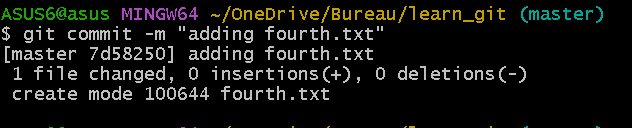 ASUS6@asus MINGW64 ~/OneDrive/Bureau/learn_git (master)
$ git commit -m "adding fourth.txt"
[master 7d58250] adding fourth.txt
 1 file changed, 0 insertions(+), 0 deletions(-)
 create mode 100644 fourth.txt